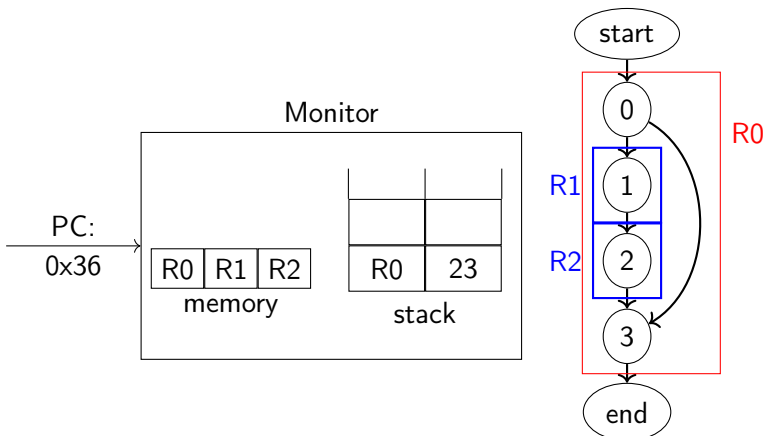 Monitor
PC:
0x36
R0 R1 R2
memory
R0 23
stack
start
0
R0
R1 1
R2 2
3
end